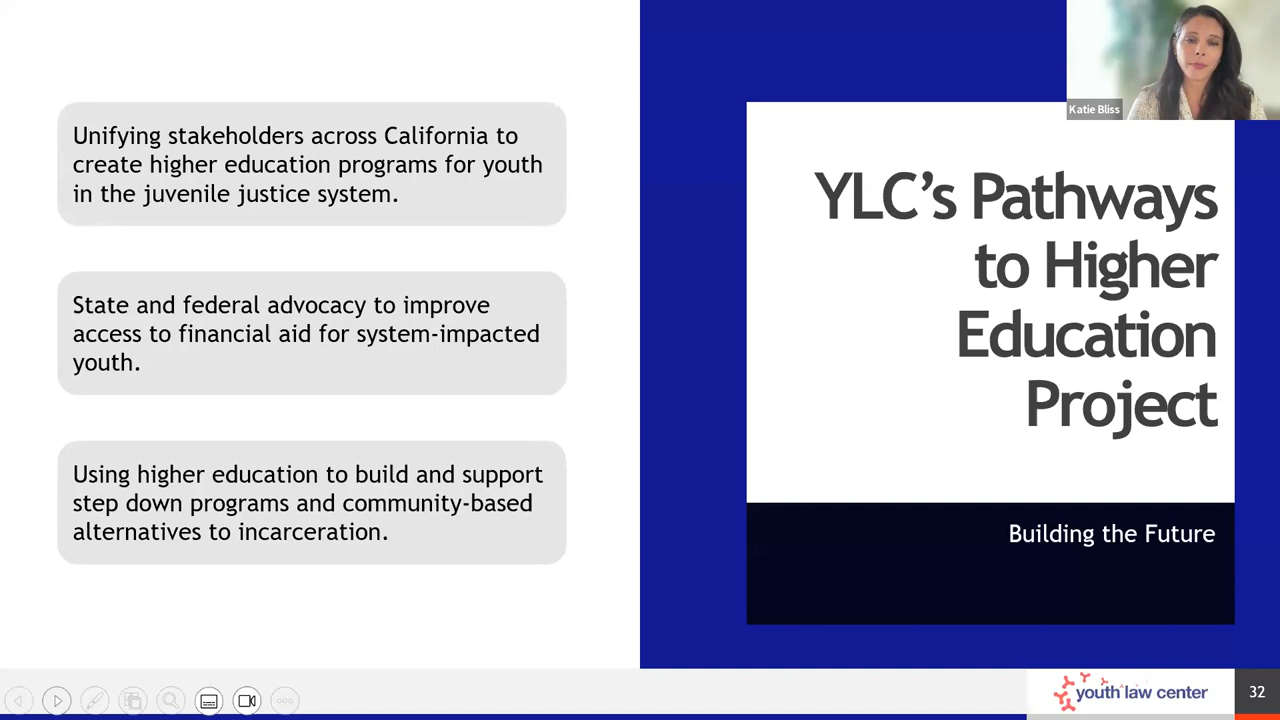 Unifying stakeholders across California to
create higher education programs for youth
in the juvenile justice system.
State and federal advocacy to improve
access to financial aid for system-impacted
youth.
Using higher education to build and support
step down programs and community-based
alternatives to incarceration.
Katie Bliss
YLC’s Pathways
to Higher
Education
Project
Building the Future
youth law center
32